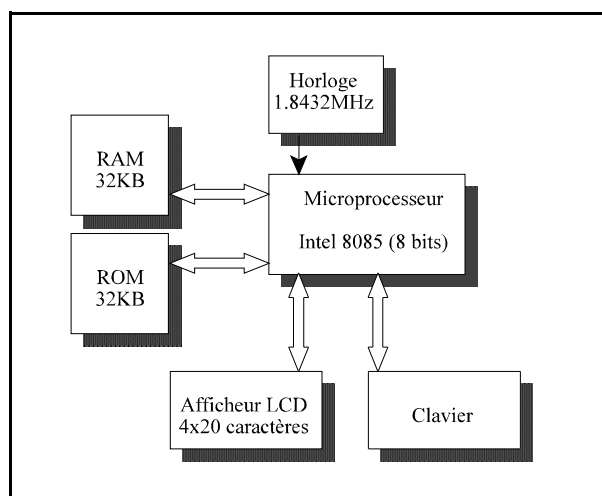 Horloge
1.8432MHz
RAM
32KB
Microprocesseur
Intel 8085 (8 bits)
ROM
32KB
Afficheur LCD
4x20 caractères
Clavier